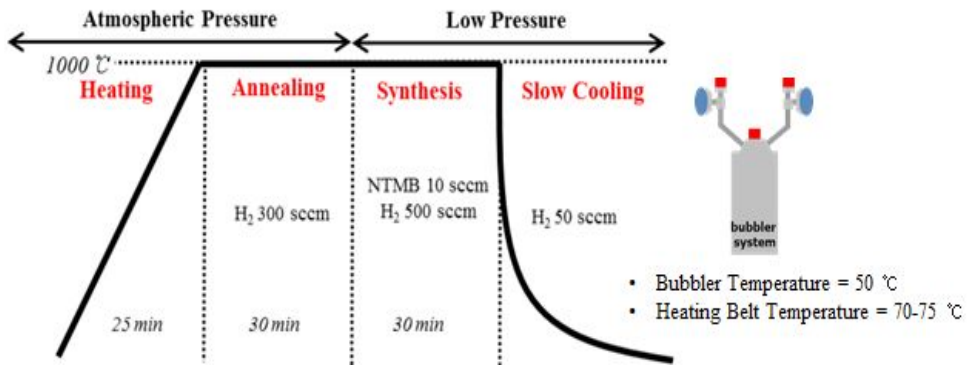 Atmospheric Pressure
Low Pressure
1000 ℃
Heating
Annealing
Synthesis
Slow Cooling
NTMB 10 sccm
H₂ 300 sccm
H₂ 500 sccm
H₂ 50 sccm
25 min
30 min
30 min
bubbler
system
• Bubbler Temperature = 50 ℃
• Heating Belt Temperature = 70-75 ℃